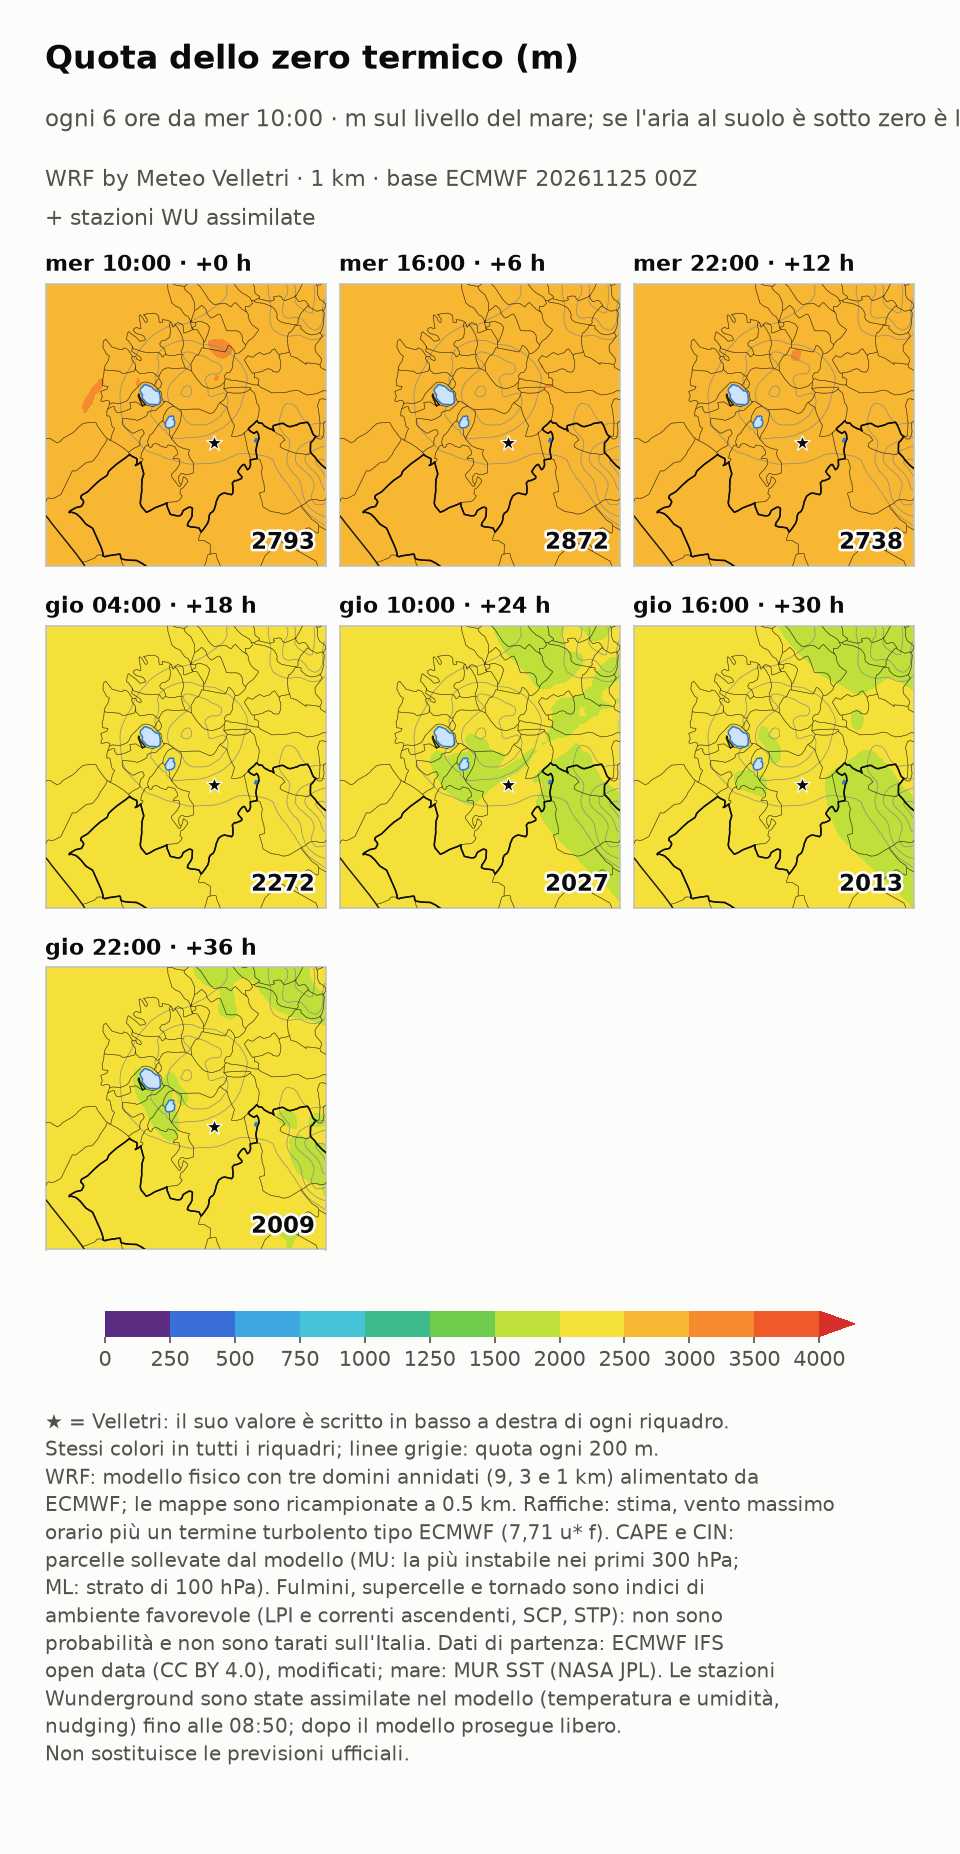 Quota dello zero termico (m)
ogni 6 ore da mer 10:00 · m sul livello del mare; se l'aria al suolo è sotto zero è l
WRF by Meteo Velletri · 1 km · base ECMWF 20261125 00Z
+ stazioni WU assimilate
mer 10:00 · +0 h
mer 16:00 · +6 h
mer 22:00 · +12 h
2793
2872
2738
gio 04:00 · +18 h
gio 10:00 · +24 h
gio 16:00 · +30 h
2272
2027
2013
gio 22:00 · +36 h
2009
0 250 500 750 1000 1250 1500 2000 2500 3000 3500 4000
★ = Velletri: il suo valore è scritto in basso a destra di ogni riquadro.
Stessi colori in tutti i riquadri; linee grigie: quota ogni 200 m.
WRF: modello fisico con tre domini annidati (9, 3 e 1 km) alimentato da
ECMWF; le mappe sono ricampionate a 0.5 km. Raffiche: stima, vento massimo
orario più un termine turbolento tipo ECMWF (7,71 u* f). CAPE e CIN:
parcelle sollevate dal modello (MU: la più instabile nei primi 300 hPa;
ML: strato di 100 hPa). Fulmini, supercelle e tornado sono indici di
ambiente favorevole (LPI e correnti ascendenti, SCP, STP): non sono
probabilità e non sono tarati sull'Italia. Dati di partenza: ECMWF IFS
open data (CC BY 4.0), modificati; mare: MUR SST (NASA JPL). Le stazioni
Wunderground sono state assimilate nel modello (temperatura e umidità,
nudging) fino alle 08:50; dopo il modello prosegue libero.
Non sostituisce le previsioni ufficiali.